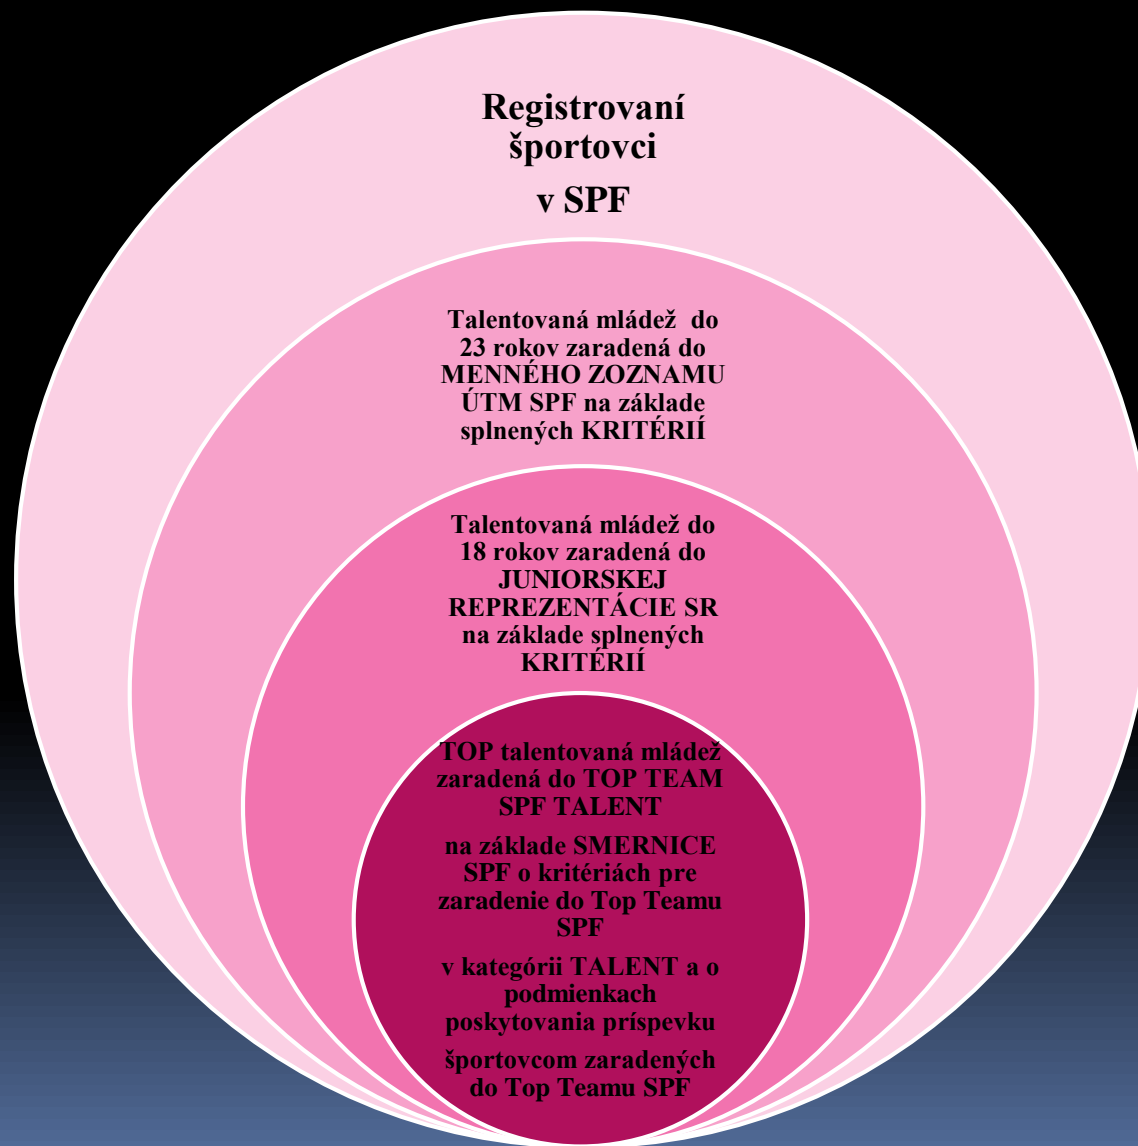 Registrovaní
športovci
v SPF
Talentovaná mládež do
23 rokov zaradená do
MENNÉHO ZOZNAMU
ÚTM SPF na základe
splnených KRITÉRIÍ
Talentovaná mládež do
18 rokov zaradená do
JUNIORSKEJ
REPREZENTÁCIE SR
na základe splnených
KRITÉRIÍ
TOP talentovaná mládež
zaradená do TOP TEAM
SPF TALENT
na základe SMERNICE
SPF o kritériách pre
zaradenie do Top Teamu
SPF
v kategórii TALENT a o
podmienkach
poskytovania príspevku
športovcom zaradených
do Top Teamu SPF